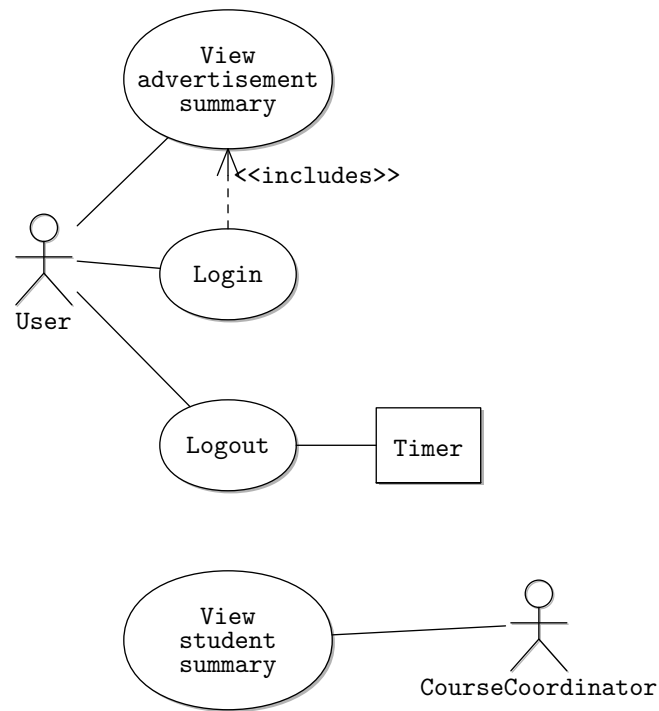 View
advertisement
summary
<<includes>>
Login
User
Logout
Timer
View
student
summary
CourseCoordinator